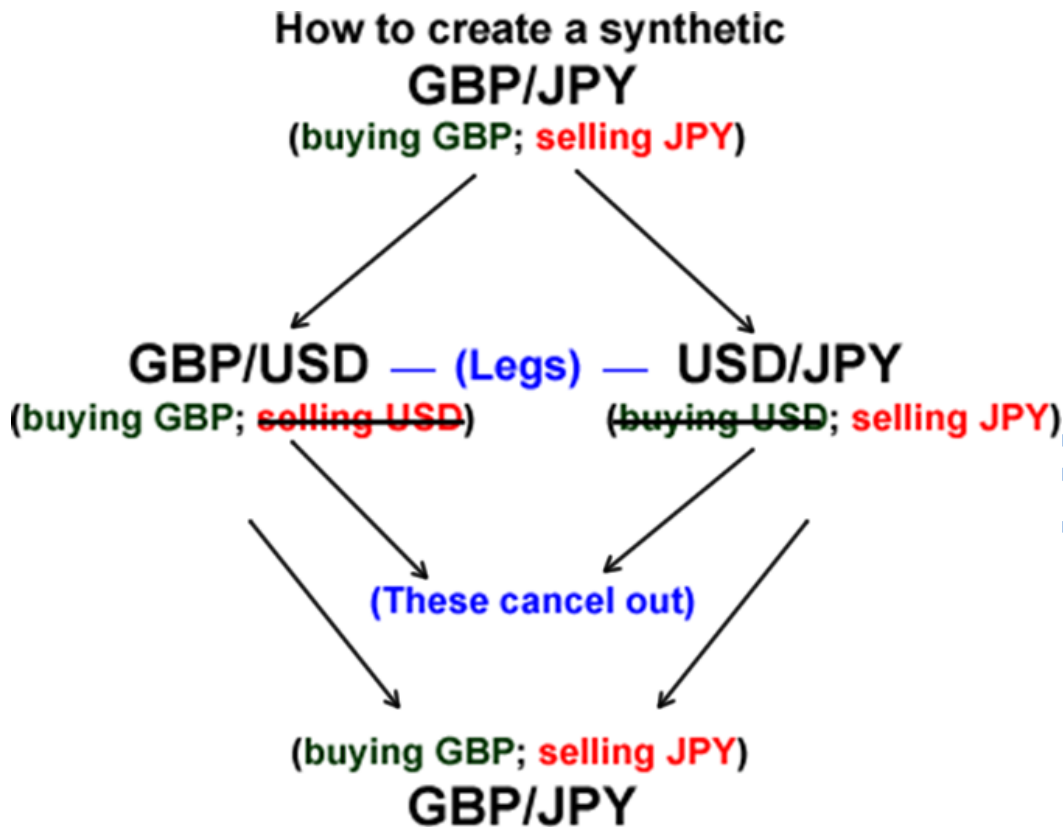 How to create a synthetic
GBP/JPY
(buying GBP; selling JPY)
GBP/USD — (Legs) — USD/JPY
(buying GBP; selling USD) (buying USD; selling JPY)
(These cancel out)
(buying GBP; selling JPY)
GBP/JPY